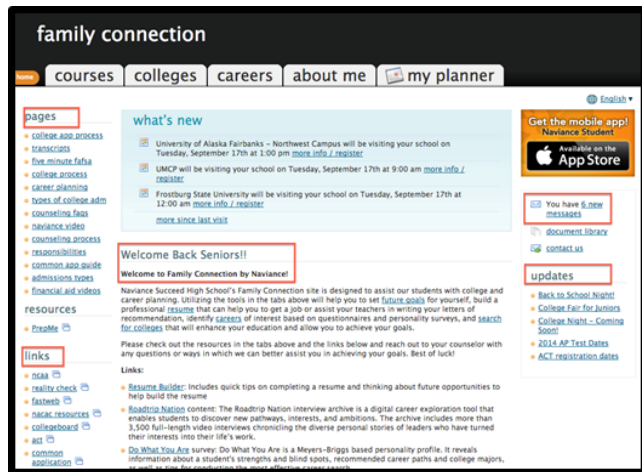 family connection
home
courses
colleges
careers
about me
my planner
English ▾
pages
college app process
transcripts
five minute fafsa
college process
career planning
types of college adm
counseling faqs
naviance video
counseling process
responsibilities
common app guide
admissions types
financial aid videos
resources
PrepMe
links
ncaa
reality check
fastweb
nacac resources
collegeboard
act
common
application
what's new
University of Alaska Fairbanks - Northwest Campus will be visiting your school on
Tuesday, September 17th at 1:00 pm more info / register
UMCP will be visiting your school on Tuesday, September 17th at 9:00 am more info /
register
Frostburg State University will be visiting your school on Tuesday, September 17th at
12:00 am more info / register
more since last visit
Welcome Back Seniors!!
Welcome to Family Connection by Naviance!
Naviance Succeed High School's Family Connection site is designed to assist our students with college and
career planning. Utilizing the tools in the tabs above will help you to set future goals for yourself, build a
professional resume that can help you to get a job or assist your teachers in writing your letters of
recommendation, identify careers of interest based on questionnaires and personality surveys, and search
for colleges that will enhance your education and allow you to achieve your goals.
Please check out the resources in the tabs above and the links below and reach out to your counselor with
any questions or ways in which we can better assist you in achieving your goals. Best of luck!
Links:
Resume Builder: Includes quick tips on completing a resume and thinking about future opportunities to
help build the resume
Roadtrip Nation content: The Roadtrip Nation interview archive is a digital career exploration tool that
enables students to discover new pathways, interests, and ambitions. The archive includes more than
3,500 full-length video interviews chronicling the diverse personal stories of leaders who have turned
their interests into their life's work.
Do What You Are survey: Do What You Are is a Meyers-Briggs based personality profile. It reveals
information about a student's strengths and blind spots, recommended career paths and college majors,
as well as tips for conducting the most effective career search.
Get the mobile app!
Naviance Student
Available on the
App Store
You have 6 new
messages
document library
contact us
updates
Back to School Night!
College Fair for Juniors
College Night - Coming
Soon!
2014 AP Test Dates
ACT registration dates